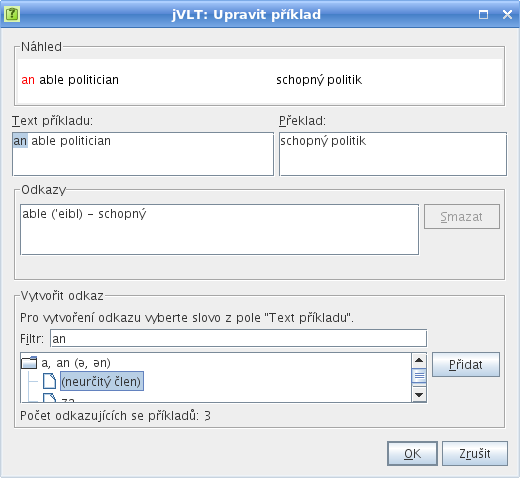 jVLT: Upravit příklad
Náhled
an able politician schopný politik
Text příkladu: Překlad:
an able politician schopný politik
Odkazy
able ('eibl) - schopný
Smazat
Vytvořit odkaz
Pro vytvoření odkazu vyberte slovo z pole "Text příkladu".
Filtr: an
a, an (ə, ən)
Přidat
(neurčitý člen)
za
Počet odkazujících se příkladů: 3
OK Zrušit